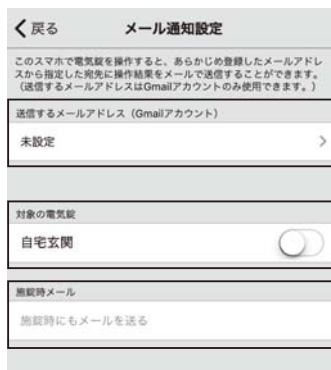 戻る メール通知設定
このスマホで電気錠を操作すると、あらかじめ登録したメールアドレ
スから指定した宛先に操作結果をメールで送信することができます。
（送信するメールアドレスはGmailアカウントのみ使用できます。）
送信するメールアドレス（Gmailアカウント）
未設定
対象の電気錠
自宅玄関
施錠時メール
施錠時にもメールを送る